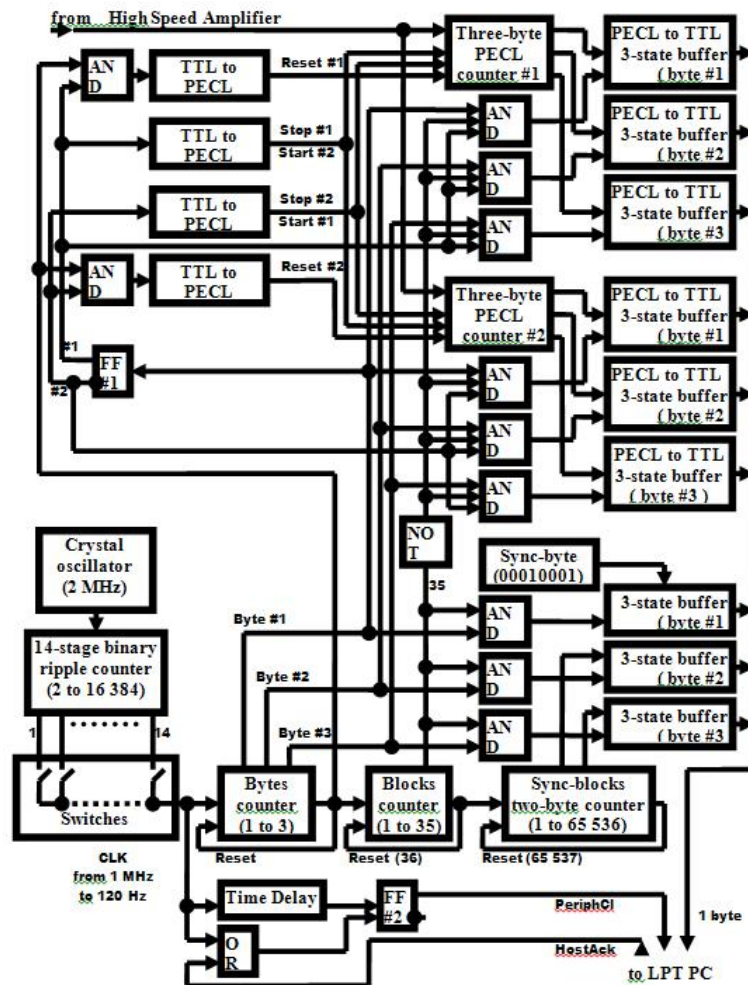 from High Speed Amplifier
AN
D
TTL to
PECL
Reset #1
Three-byte
PECL
counter #1
PECL to TTL
3-state buffer
( byte #1
TTL to
PECL
Stop #1
Start #2
AN
D
PECL to TTL
3-state buffer
( byte #2
AN
D
TTL to
PECL
Stop #2
Start #1
PECL to TTL
3-state buffer
( byte #3
AN
D
AN
D
TTL to
PECL
Reset #2
Three-byte
PECL
counter #2
PECL to TTL
3-state buffer
( byte #1
#1
FF
#1
#2
AN
D
PECL to TTL
3-state buffer
( byte #2
AN
D
PECL to TTL
3-state buffer
( byte #3 )
AN
D
NO
T
35
Crystal
oscillator
(2 MHz)
Sync-byte
(00010001)
3-state buffer
( byte #1
Byte #1
AN
D
14-stage binary
ripple counter
(2 to 16 384)
Byte #2
AN
D
3-state buffer
( byte #2
1
14
Byte #3
AN
D
3-state buffer
( byte #3
Switches
Bytes
counter
(1 to 3)
Blocks
counter
(1 to 35)
Sync-blocks
two-byte counter
(1 to 65 536)
Reset
Reset (36)
Reset (65 537)
CLK
from 1 MHz
to 120 Hz
Time Delay
FF
#2
PeriphCl
1 byte
O
R
HostAck
to LPT PC